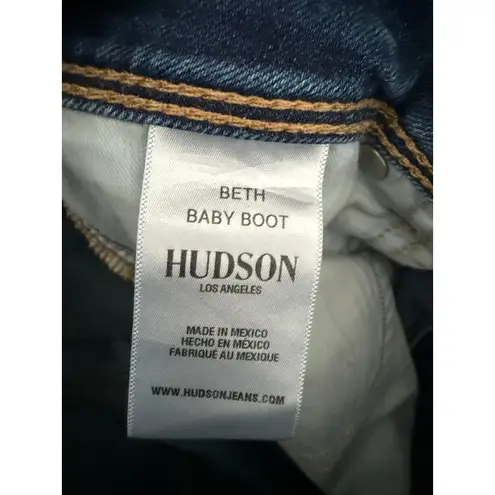 BETH
BABY BOOT
HUDSON
LOS ANGELES
MADE IN MEXICO
HECHO EN MÉXICO
FABRIQUÉ AU MEXIQUE
WWW.HUDSONJEANS.COM